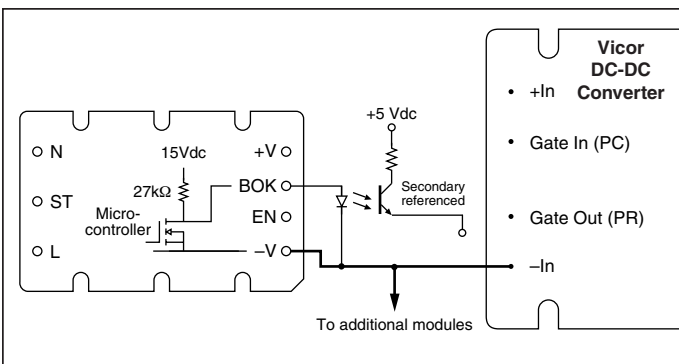 Vicor
DC-DC
Converter
+In
Gate In (PC)
Gate Out (PR)
–In
+5 Vdc
Secondary
referenced
N
ST
L
15Vdc
27kΩ
Micro-
controller
+V
BOK
EN
–V
To additional modules